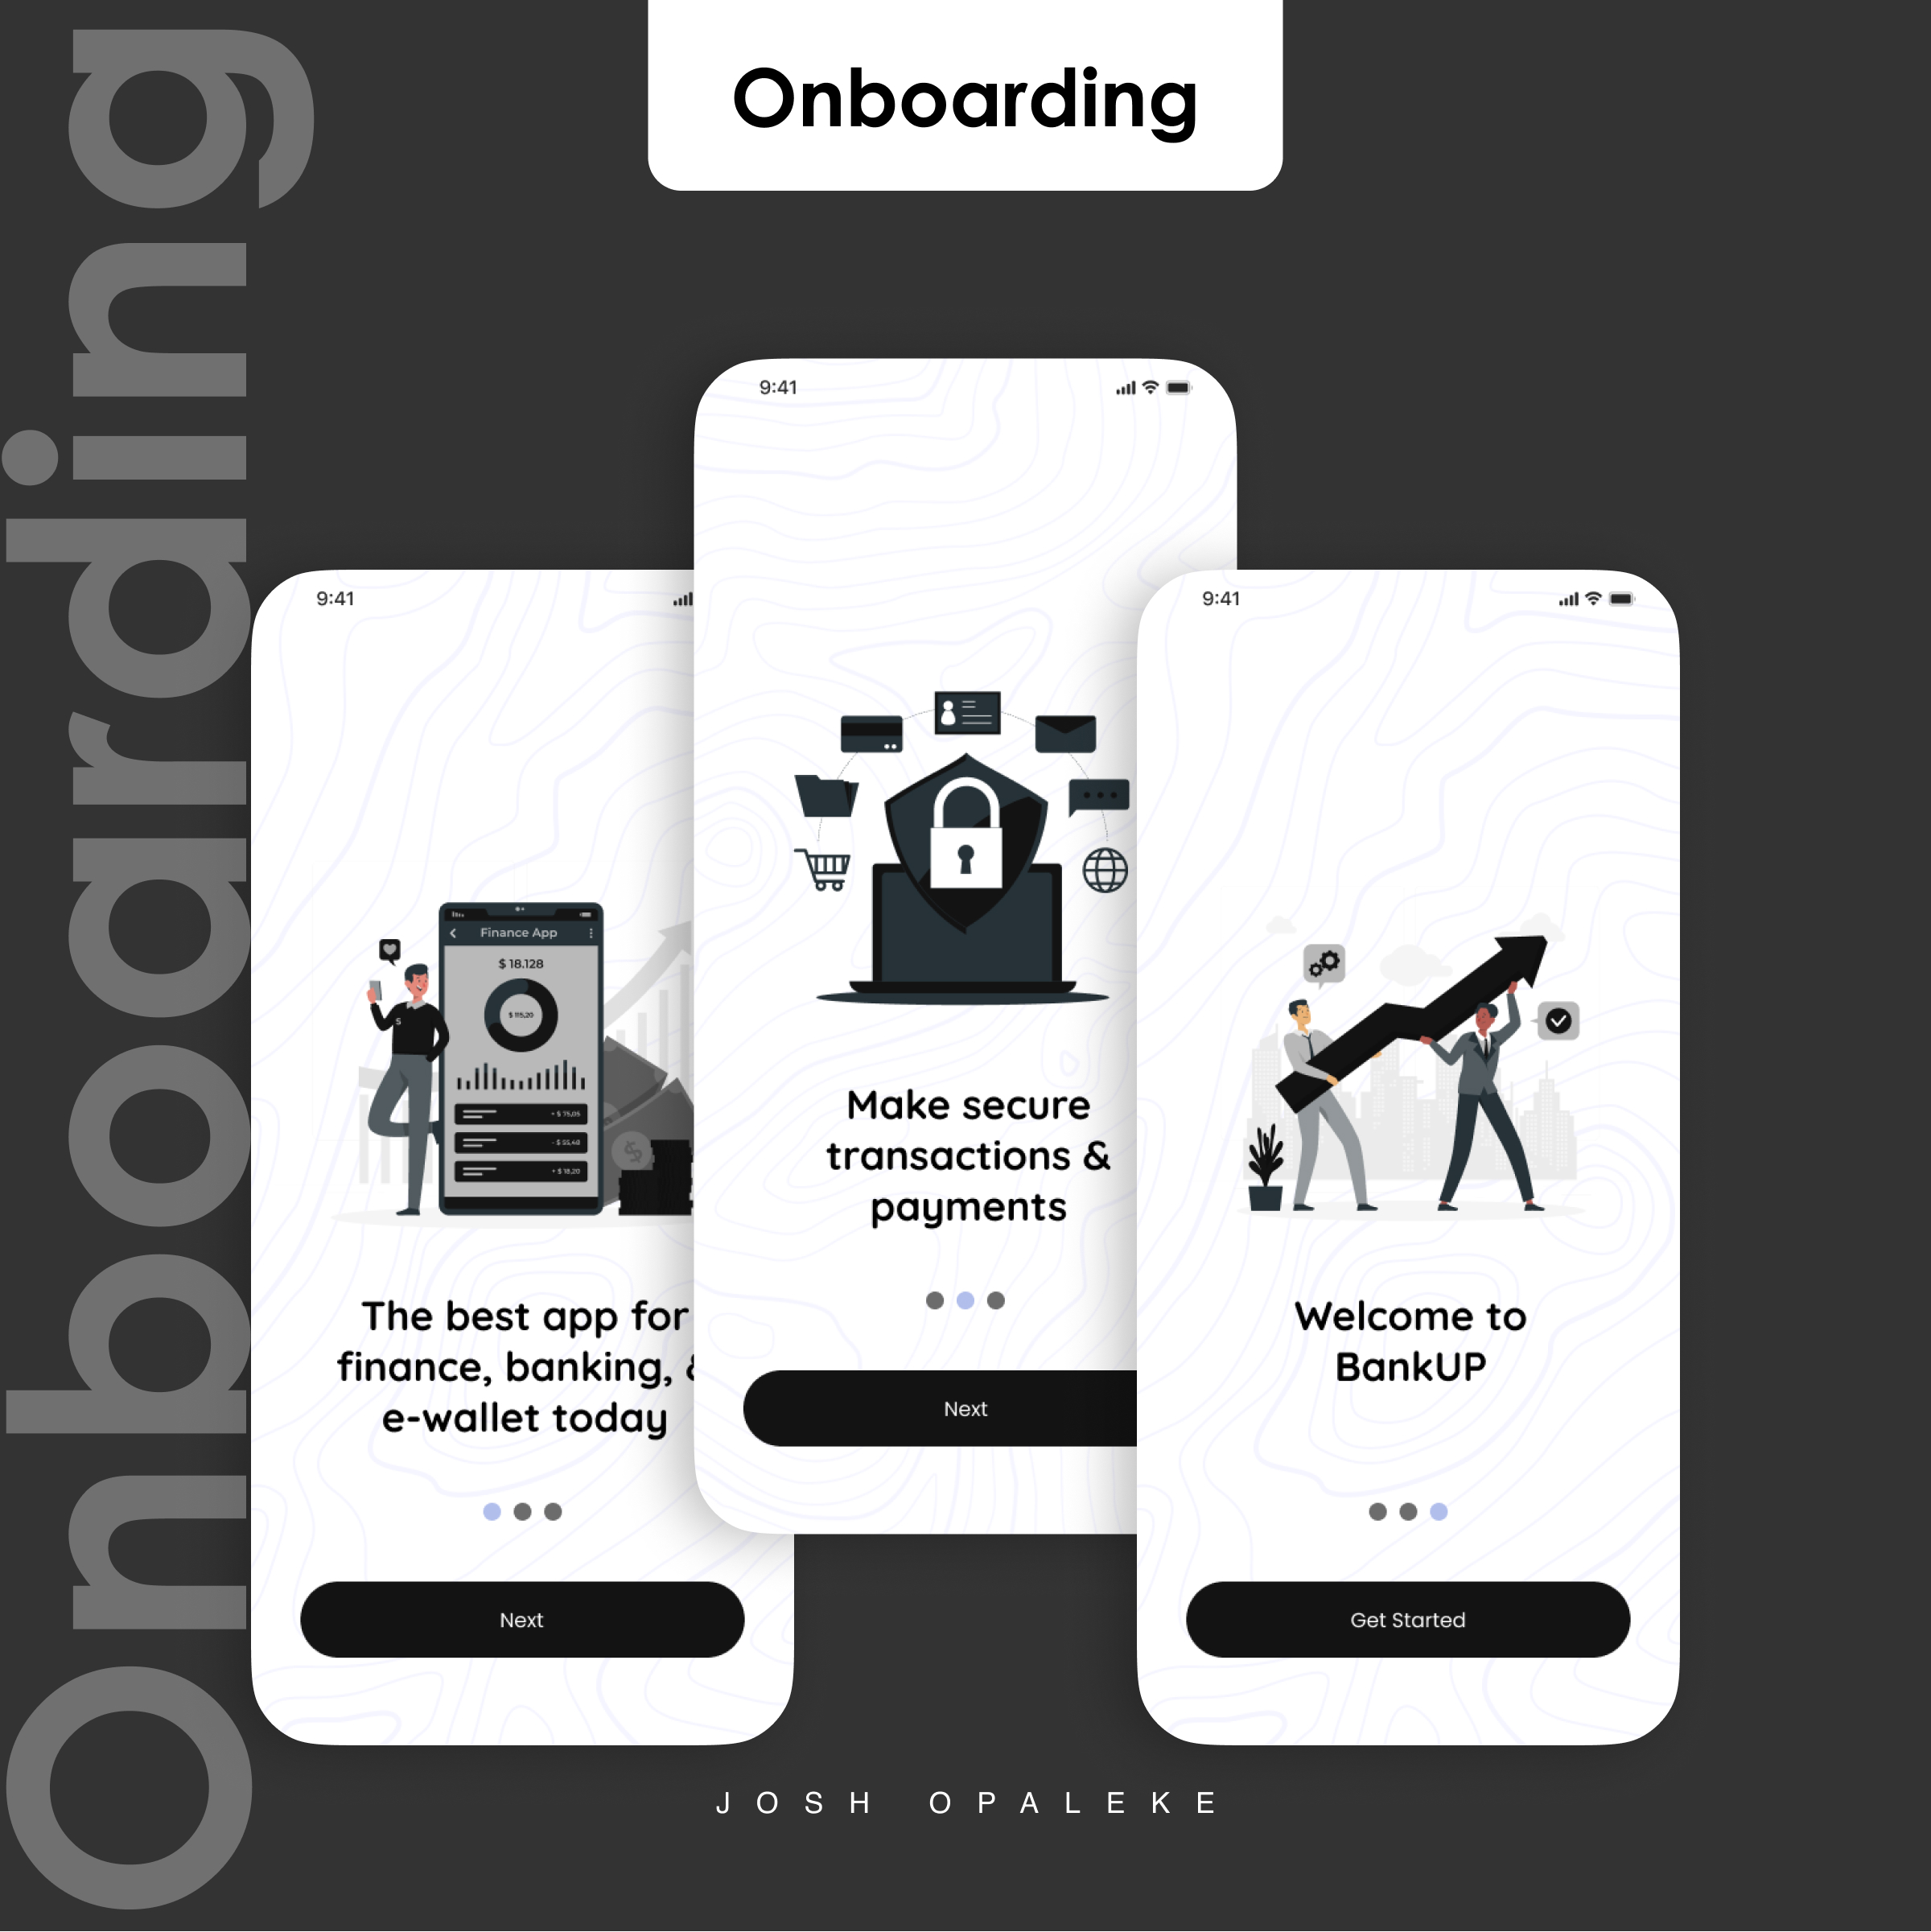 Onboarding
Onboarding
9:41
Finance App
$ 18.128
$ 115,20
+ $ 75,05
- $ 55,48
+ $ 18,20
S
$
The best app for
finance, banking, &
e-wallet today
Next
9:41
Make secure
transactions &
payments
Next
9:41
Welcome to
BankUP
Get Started
JOSH OPALEKE